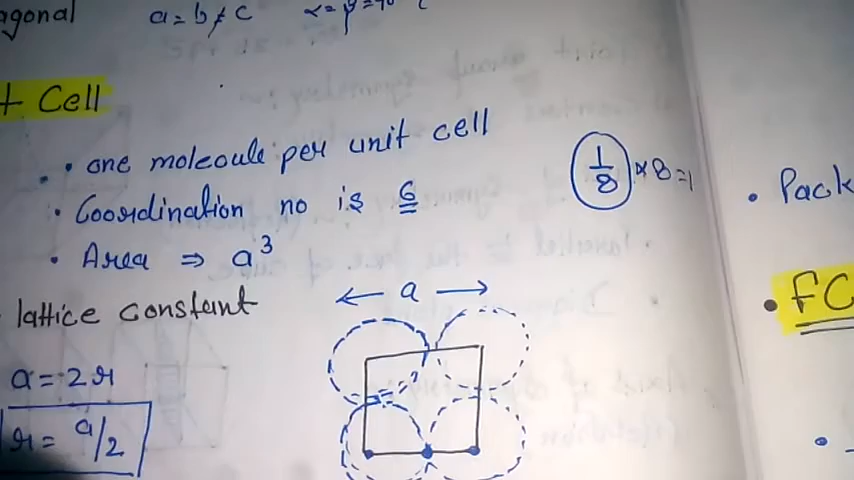 agonal a = b ≠ c
Cell
• • one molecule per unit cell
1/8 × 8 = 1
• Coordination no is 6
• Pack
• Area ⇒ a³
lattice constant
← a →
• FC
a = 2r
r = a/2